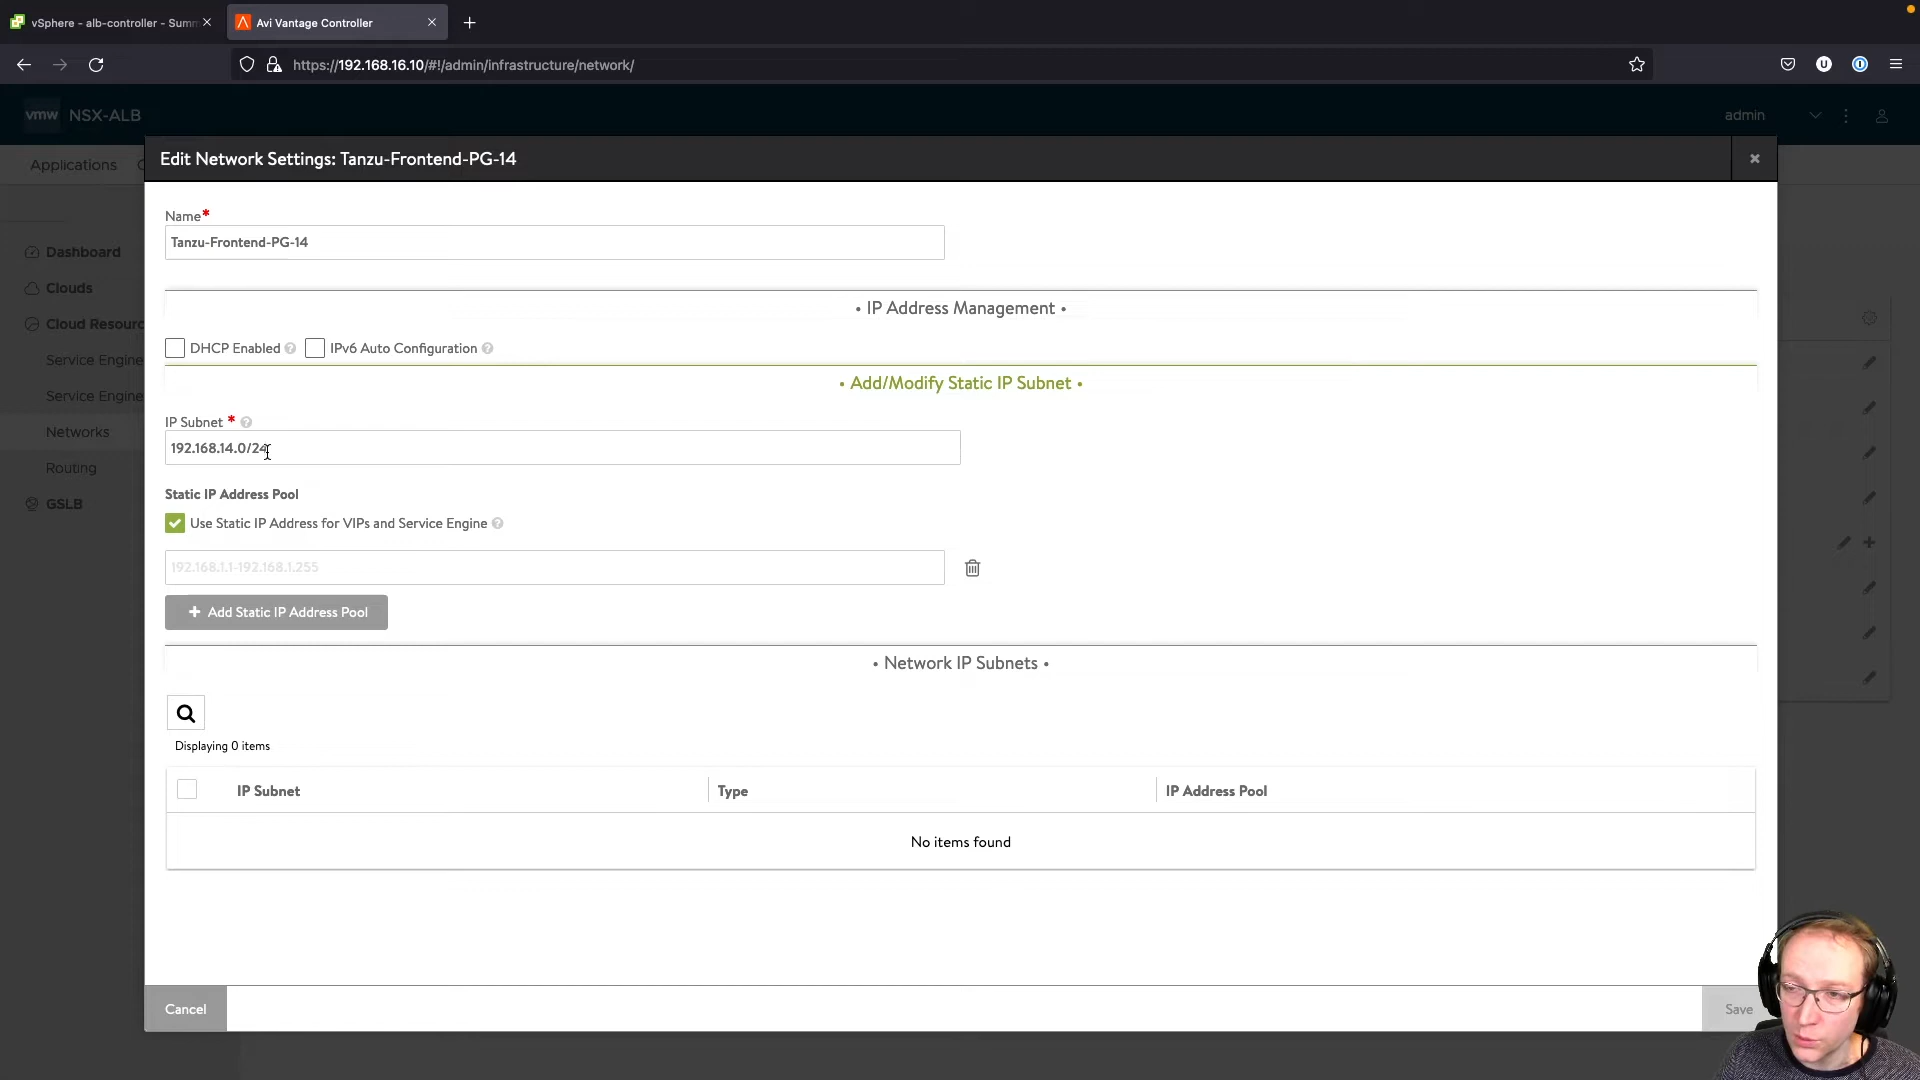 vSphere - alb-controller - Summ
Avi Vantage Controller
https://192.168.16.10/#!/admin/infrastructure/network/
vmw NSX-ALB
admin
Applications
Edit Network Settings: Tanzu-Frontend-PG-14
Name*
Tanzu-Frontend-PG-14
Dashboard
Clouds
Cloud Resourc
Service Engine
Service Engine
Networks
Routing
GSLB
• IP Address Management •
DHCP Enabled ? IPv6 Auto Configuration ?
• Add/Modify Static IP Subnet •
IP Subnet * ?
192.168.14.0/24
Static IP Address Pool
Use Static IP Address for VIPs and Service Engine ?
192.168.1.1-192.168.1.255
+ Add Static IP Address Pool
• Network IP Subnets •
Displaying 0 items
IP Subnet Type IP Address Pool
No items found
Cancel
Save